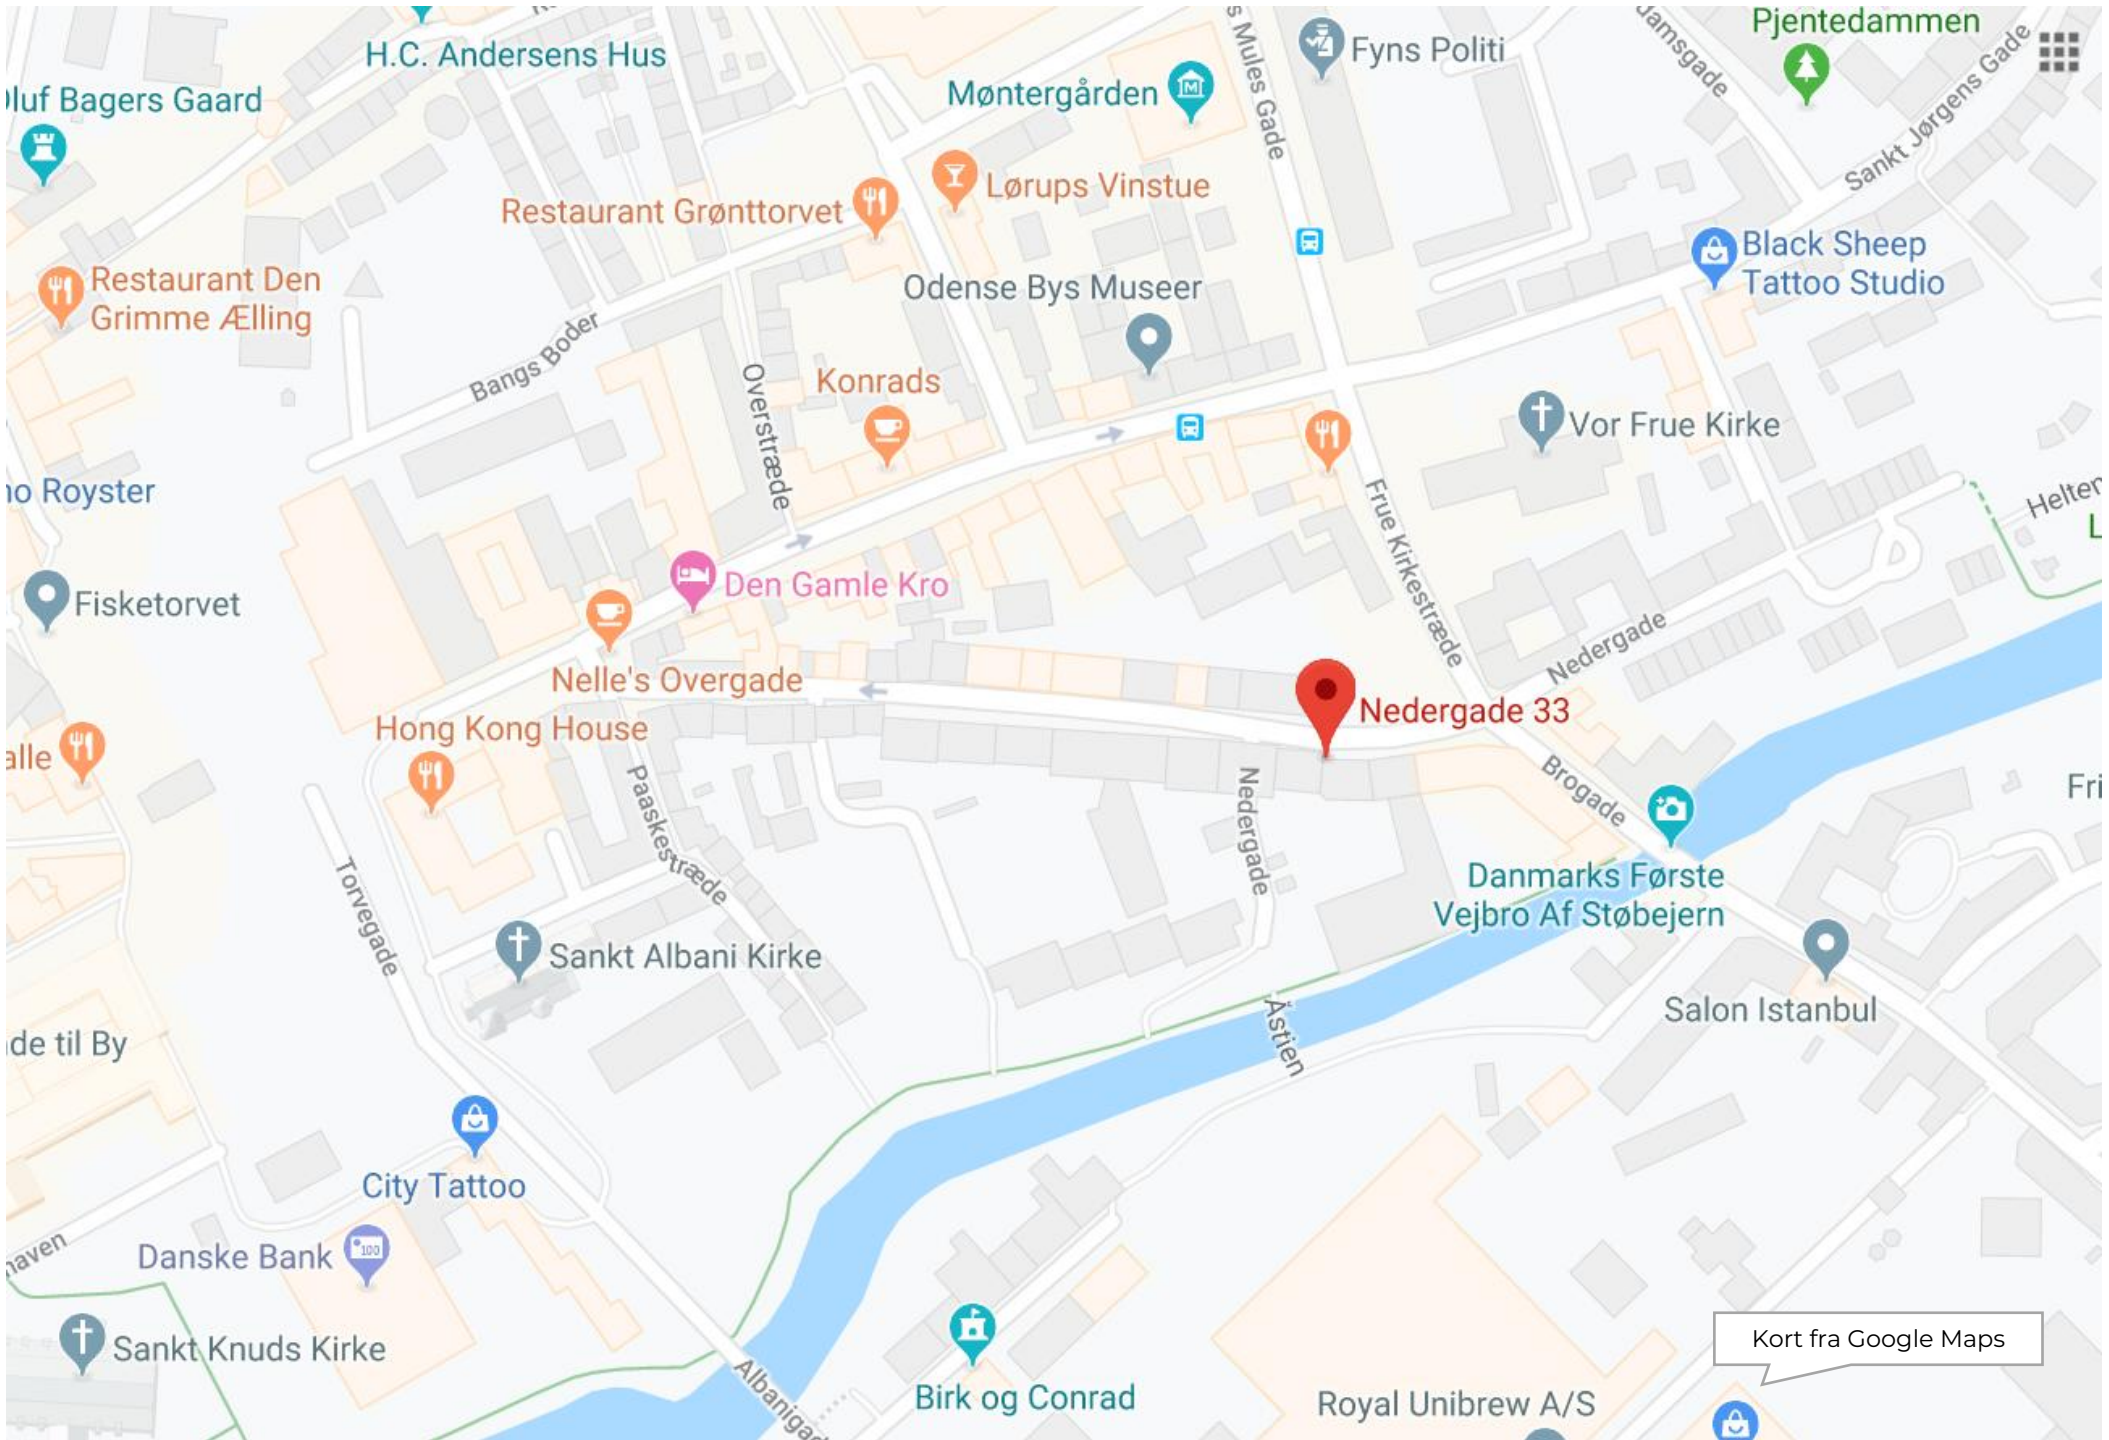 H.C. Andersens Hus
s Mules Gade
Fyns Politi
Pjentedammen
Sankt Jørgens Gade
Møntergården
luf Bagers Gaard
Lørups Vinstue
Restaurant Grønttorvet
Black Sheep
Tattoo Studio
Restaurant Den
Grimme Ælling
Odense Bys Museer
Bangs Boder
Overstræde
Konrads
Vor Frue Kirke
Frue Kirkestræde
Royster
Den Gamle Kro
Fisketorvet
Nedergade
Nelle's Overgade
Nedergade 33
Hong Kong House
Paaskestræde
Nedergade
Brogade
Torvegade
Danmarks Første
Vejbro Af Støbejern
Sankt Albani Kirke
Salon Istanbul
Åstien
de til By
City Tattoo
Danske Bank
100
Sankt Knuds Kirke
Kort fra Google Maps
Albaniga
Birk og Conrad
Royal Unibrew A/S